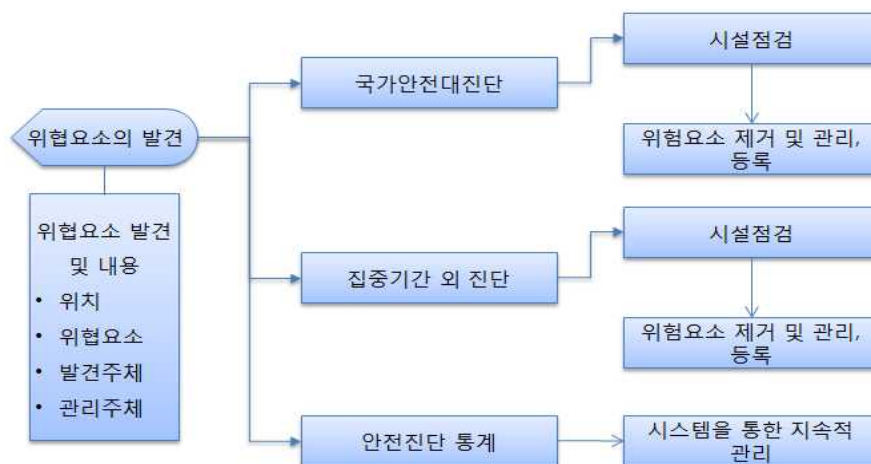 위협요소의 발견
위협요소 발견
및 내용
• 위치
• 위협요소
• 발견주체
• 관리주체
국가안전대진단
시설점검
위험요소 제거 및 관리,
등록
집중기간 외 진단
시설점검
위험요소 제거 및 관리,
등록
안전진단 통계
시스템을 통한 지속적
관리